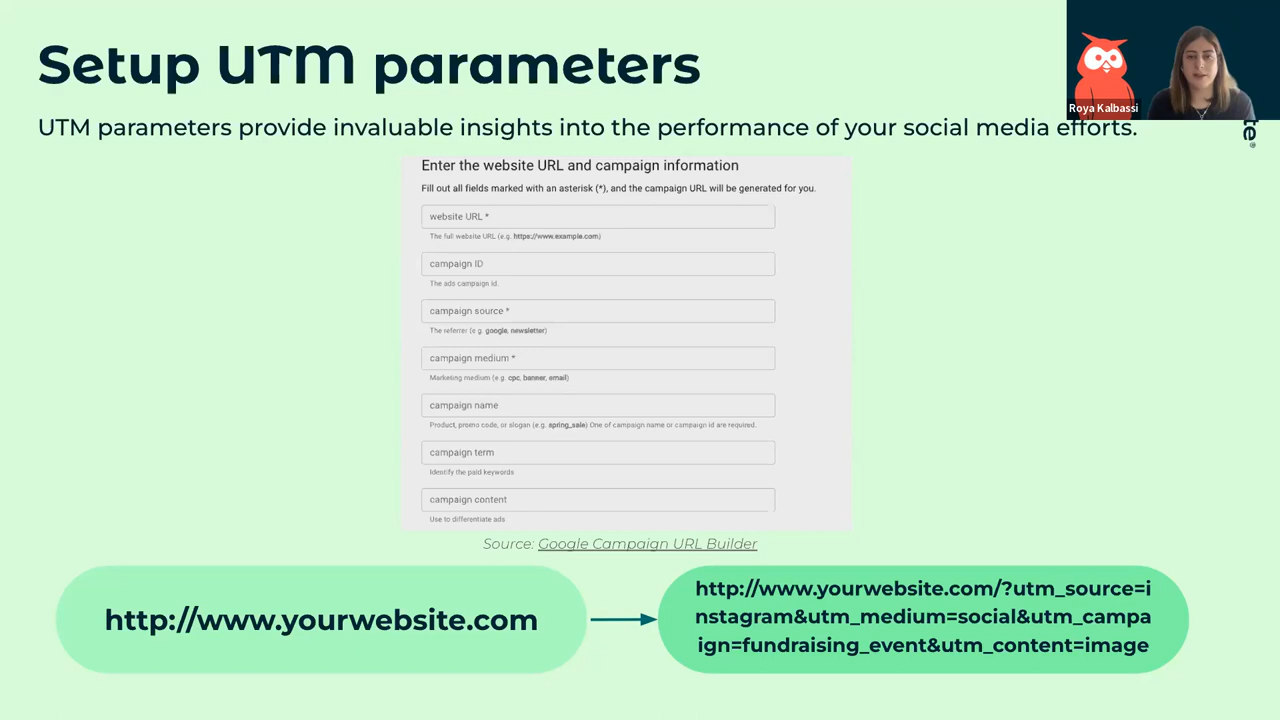 Setup UTM parameters
Roya Kalbassi
UTM parameters provide invaluable insights into the performance of your social media efforts.
te®
Enter the website URL and campaign information
Fill out all fields marked with an asterisk (*), and the campaign URL will be generated for you.
website URL *
The full website URL (e.g. https://www.example.com)
campaign ID
The ads campaign id.
campaign source *
The referrer (e.g. google, newsletter)
campaign medium *
Marketing medium (e.g. cpc, banner, email)
campaign name
Product, promo code, or slogan (e.g. spring_sale) One of campaign name or campaign id are required.
campaign term
Identify the paid keywords
campaign content
Use to differentiate ads
Source: Google Campaign URL Builder
http://www.yourwebsite.com
http://www.yourwebsite.com/?utm_source=i
nstagram&utm_medium=social&utm_campa
ign=fundraising_event&utm_content=image